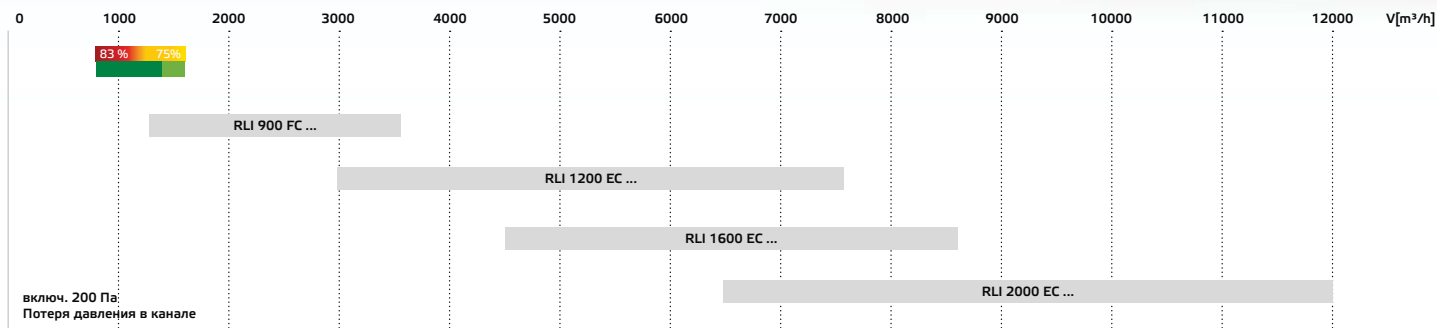 0 1000 2000 3000 4000 5000 6000 7000 8000 9000 10000 11000 12000 V[m³/h]
83 % 75%
RLI 900 FC ...
RLI 1200 EC ...
RLI 1600 EC ...
RLI 2000 EC ...
включ. 200 Па
Потеря давления в канале